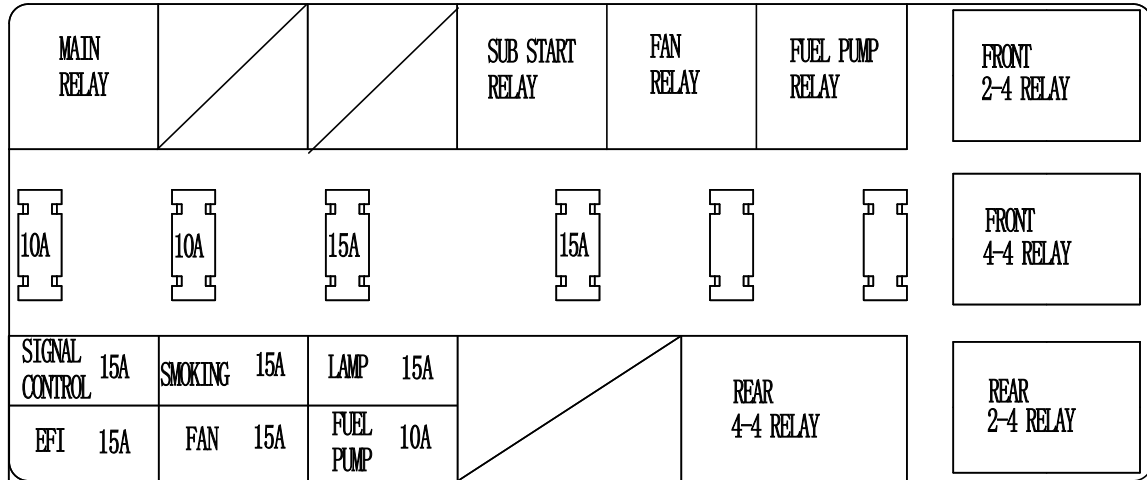 MAIN
RELAY
SUB START
RELAY
FAN
RELAY
FUEL PUMP
RELAY
FRONT
2-4 RELAY
10A
10A
15A
15A
FRONT
4-4 RELAY
SIGNAL
CONTROL
15A
SMOKING
15A
LAMP
15A
EFI
15A
FAN
15A
FUEL
PUMP
10A
REAR
4-4 RELAY
REAR
2-4 RELAY